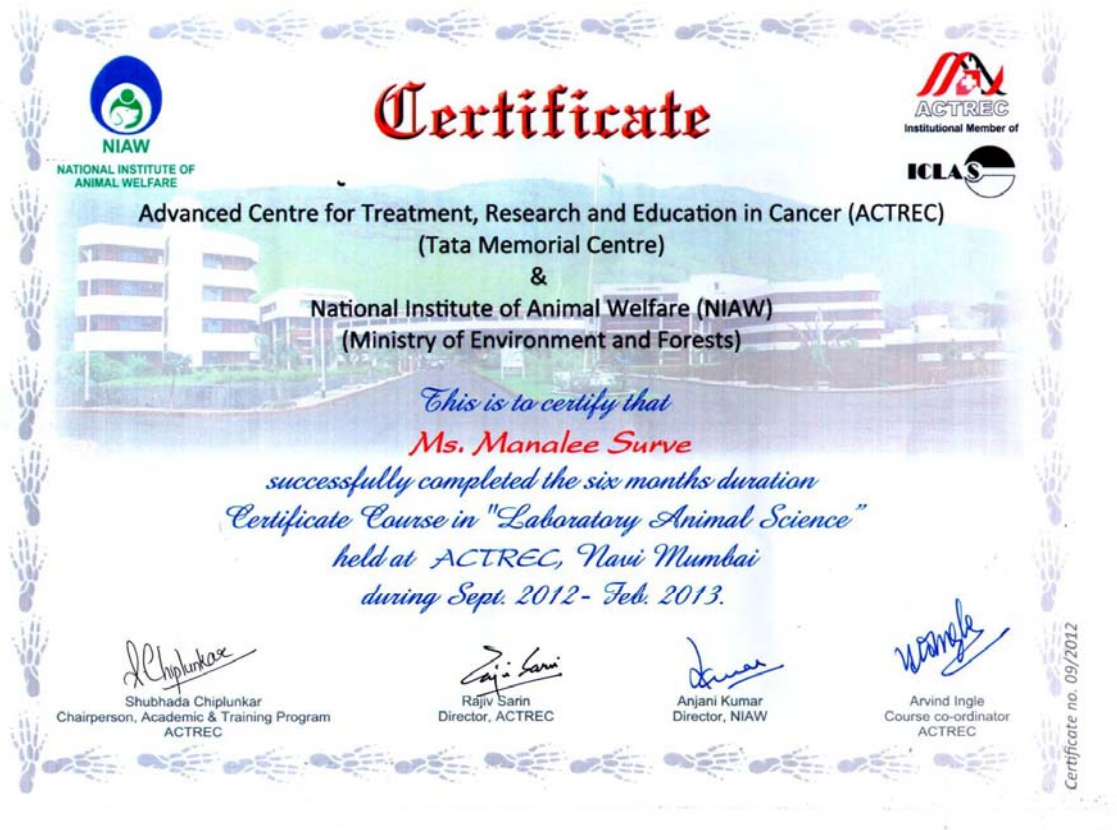 NIAW
NATIONAL INSTITUTE OF
ANIMAL WELFARE
Certificate
ACTREC
Institutional Member of
ICLAS
Advanced Centre for Treatment, Research and Education in Cancer (ACTREC)
(Tata Memorial Centre)
&
National Institute of Animal Welfare (NIAW)
(Ministry of Environment and Forests)
This is to certify that
Ms. Manalee Surve
successfully completed the six months duration
Certificate Course in "Laboratory Animal Science"
held at ACTREC, Navi Mumbai
during Sept. 2012 - Feb. 2013.
SChiplunkar
Rajiv Sarin
Kumar
Shubhada Chiplunkar
Chairperson, Academic & Training Program
ACTREC
Rajiv Sarin
Director, ACTREC
Anjani Kumar
Director, NIAW
Arvind Ingle
Course co-ordinator
ACTREC
Certificate no. 09/2012